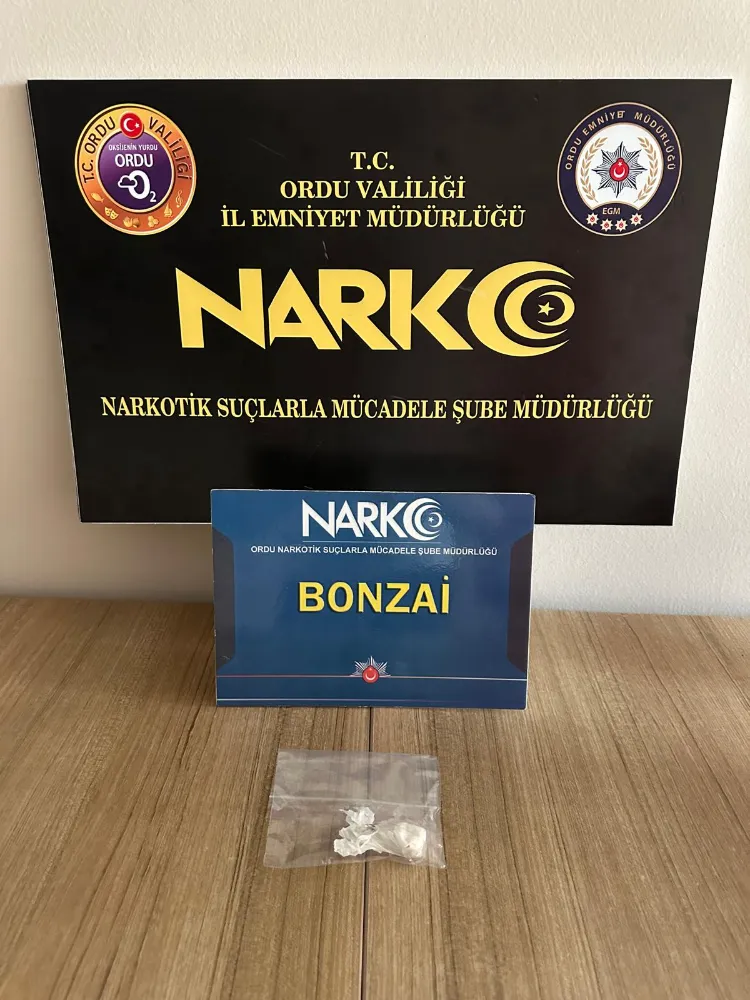 T.C. ORDU VALİLİĞİ
OKSİJENİN YURDU
ORDU
O2
ORDU EMNİYET MÜDÜRLÜĞÜ
EGM
T.C.
ORDU VALİLİĞİ
İL EMNİYET MÜDÜRLÜĞÜ
NARKO
NARKOTİK SUÇLARLA MÜCADELE ŞUBE MÜDÜRLÜĞÜ
NARKO
ORDU NARKOTİK SUÇLARLA MÜCADELE ŞUBE MÜDÜRLÜĞÜ
BONZAİ